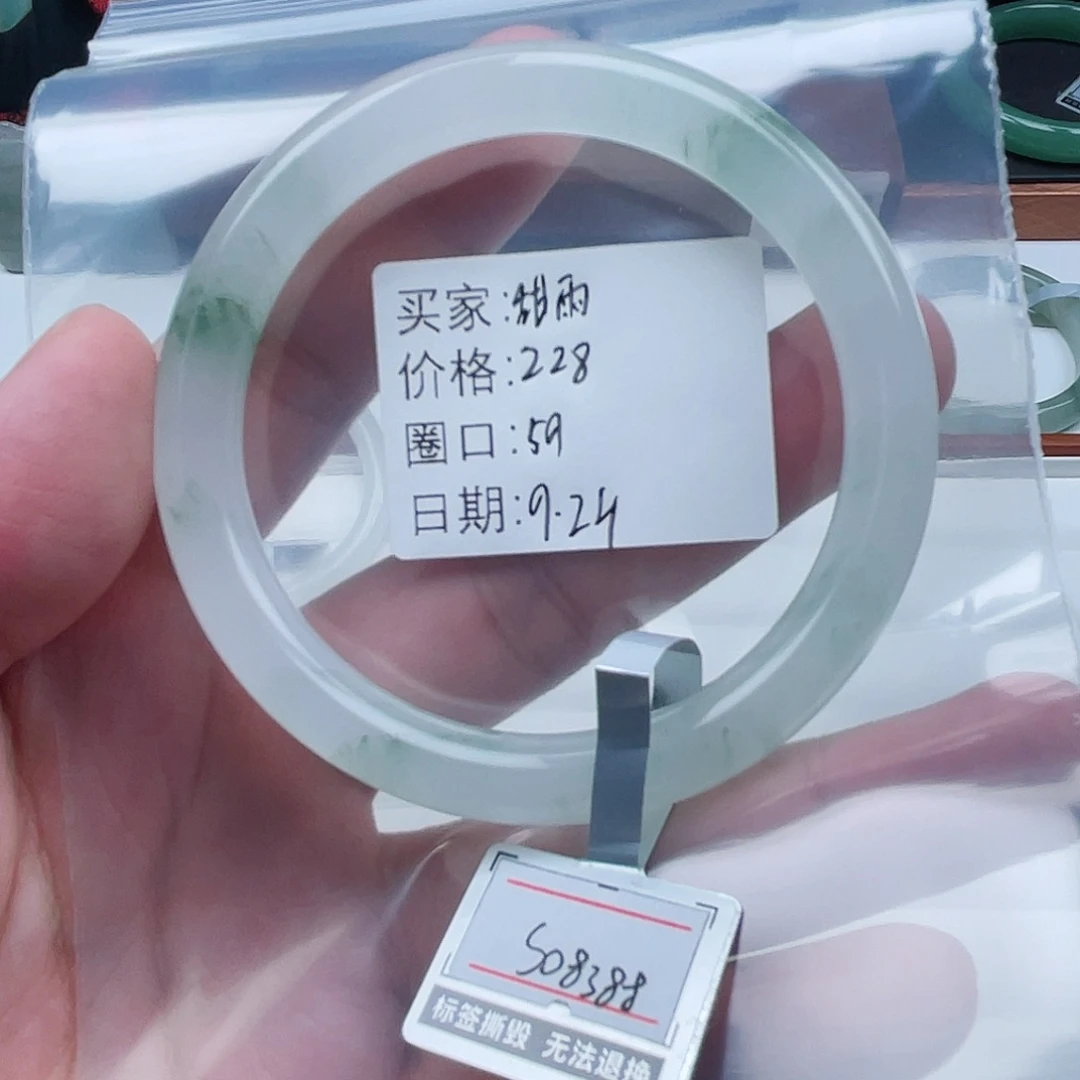 买家:甜雨
价格:228
圈口:59
日期:9.24
S08388
标签撕毁 无法退换